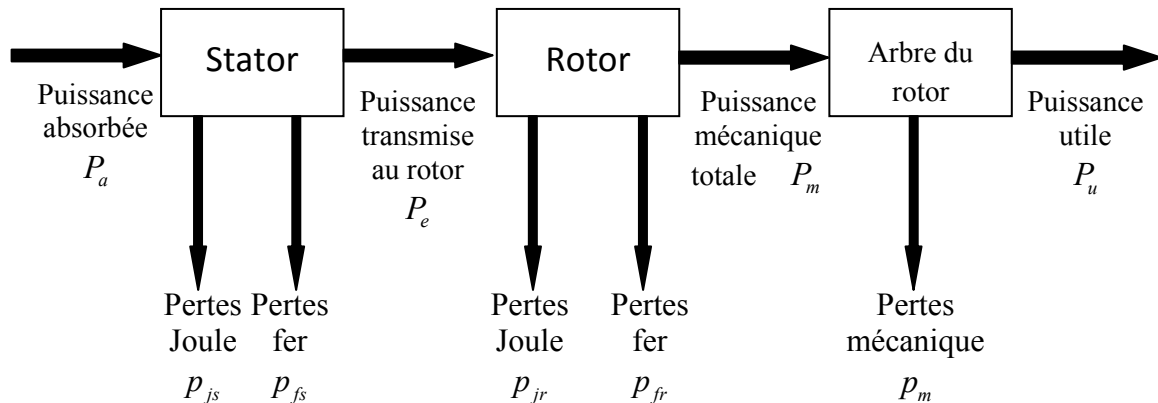 Stator
Rotor
Arbre du
rotor
Puissance
absorbée
P_a
Puissance
transmise
au rotor
P_e
Puissance
mécanique
totale P_m
Puissance
utile
P_u
Pertes
Joule
p_js
Pertes
fer
p_fs
Pertes
Joule
p_jr
Pertes
fer
p_fr
Pertes
mécanique
p_m